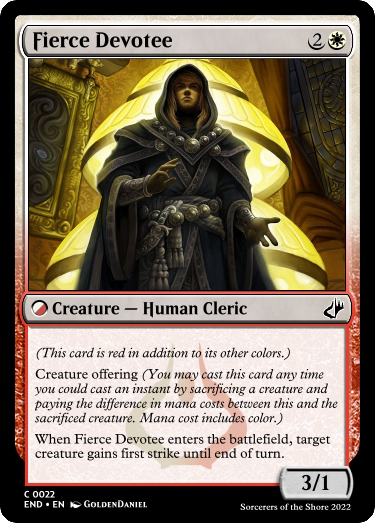 Fierce Devotee 2
Creature — Human Cleric
(This card is red in addition to its other colors.)
Creature offering (You may cast this card any time
you could cast an instant by sacrificing a creature and
paying the difference in mana costs between this and the
sacrificed creature. Mana cost includes color.)
When Fierce Devotee enters the battlefield, target
creature gains first strike until end of turn.
3/1
C 0022
END • EN GoldenDaniel
Sorcerers of the Shore 2022